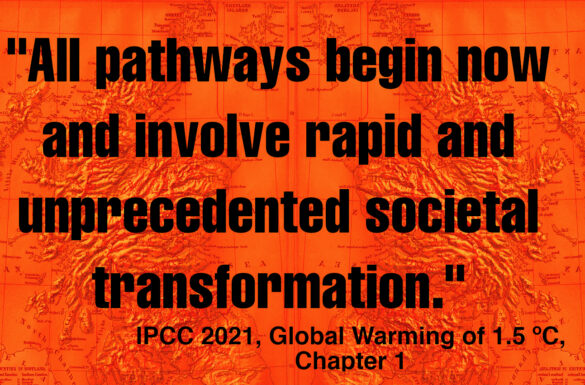 "All pathways begin now
and involve rapid and
unprecedented societal
transformation."
IPCC 2021, Global Warming of 1.5 ºC,
Chapter 1